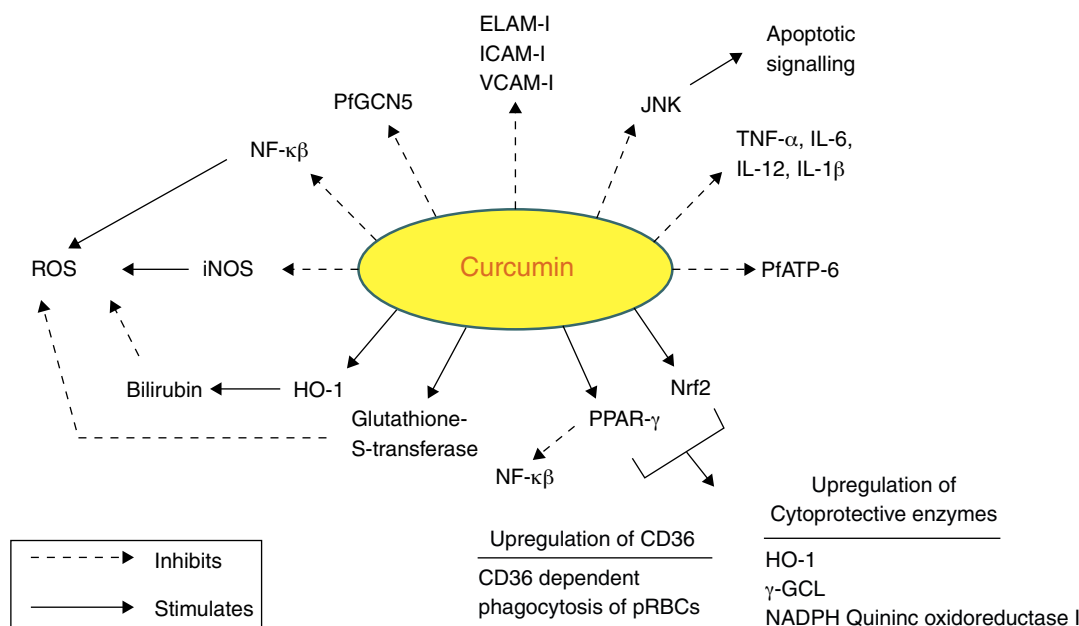 ELAM-I
ICAM-I
VCAM-I
Apoptotic
signalling
PfGCN5
JNK
NF-κβ
TNF-α, IL-6,
IL-12, IL-1β
ROS
iNOS
Curcumin
PfATP-6
Bilirubin
HO-1
Nrf2
Glutathione-
S-transferase
PPAR-γ
NF-κβ
Upregulation of
Cytoprotective enzymes
HO-1
γ-GCL
NADPH Quininc oxidoreductase I
Upregulation of CD36
CD36 dependent
phagocytosis of pRBCs
Inhibits
Stimulates